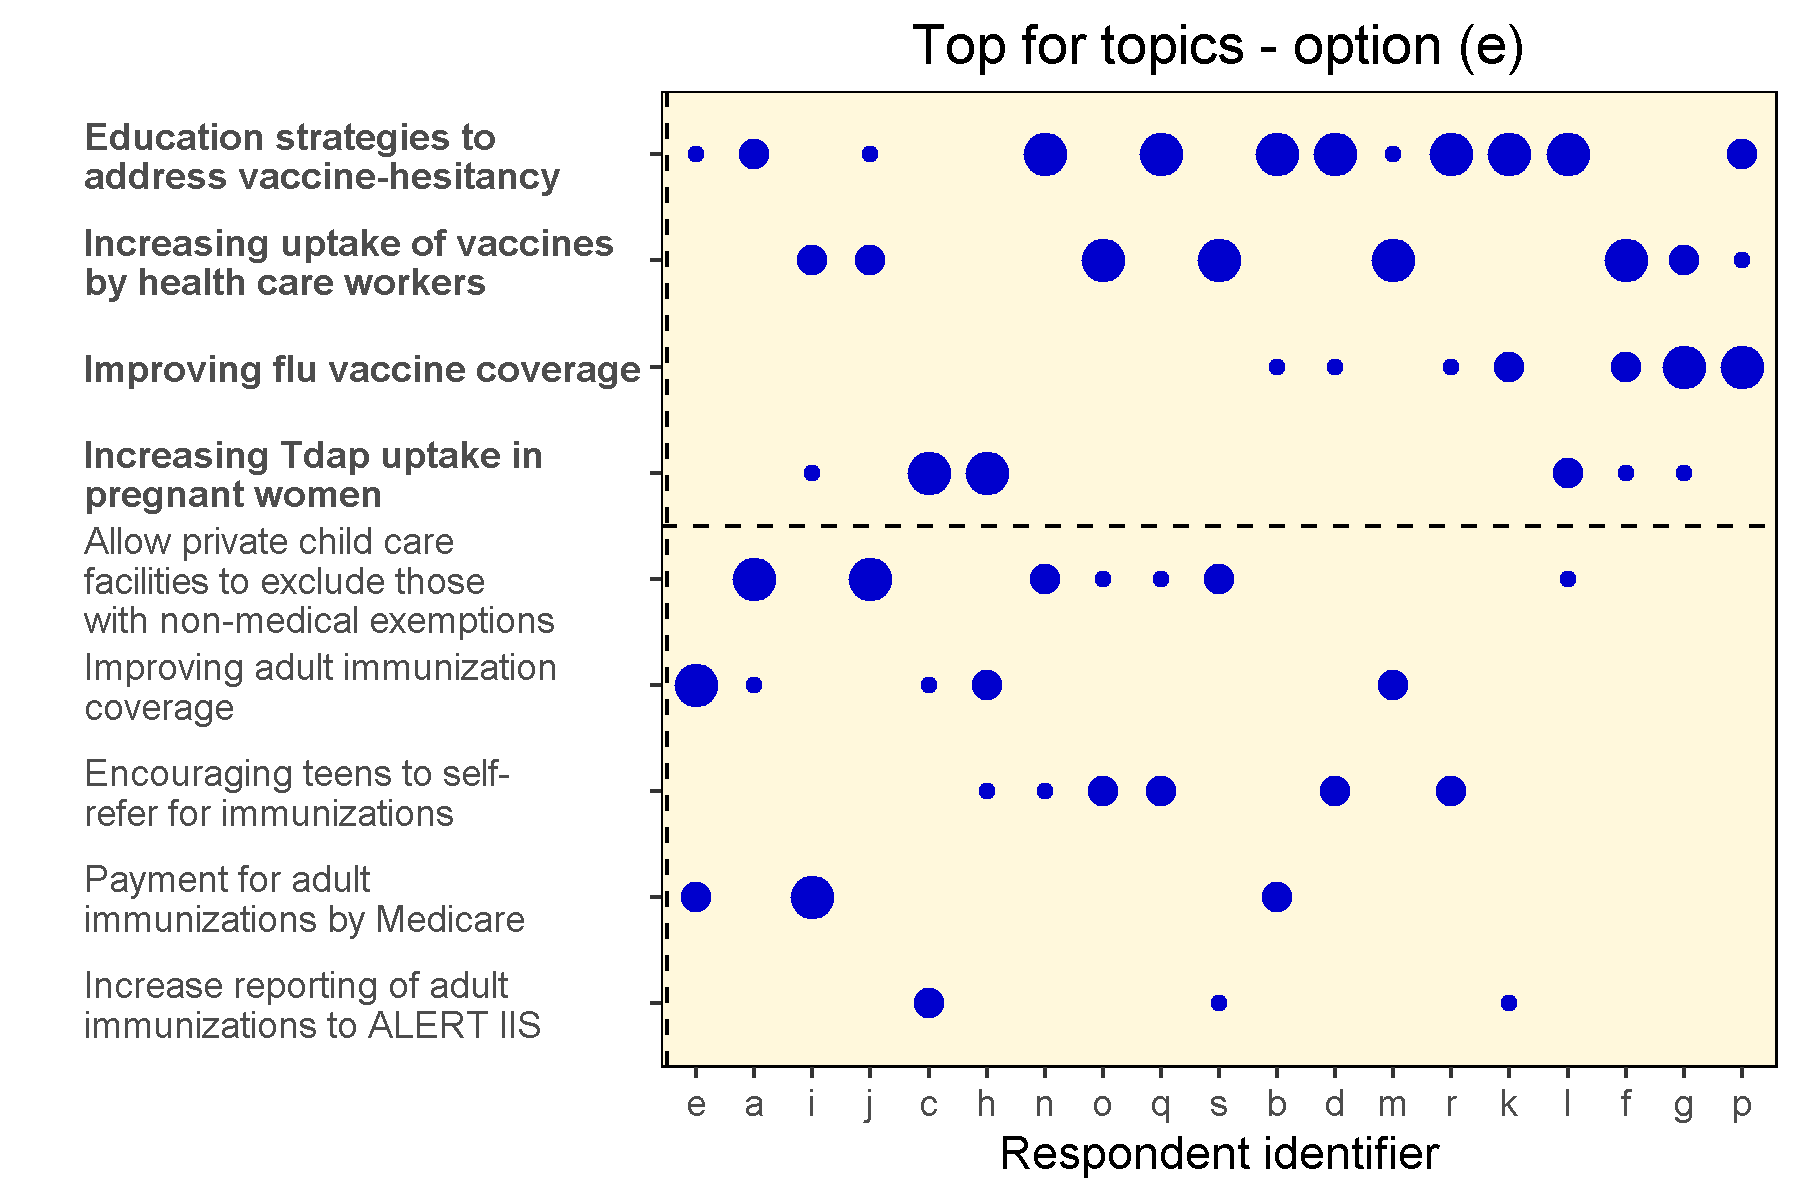 Top for topics - option (e)
Education strategies to
address vaccine-hesitancy
Increasing uptake of vaccines
by health care workers
Improving flu vaccine coverage
Increasing Tdap uptake in
pregnant women
Allow private child care
facilities to exclude those
with non-medical exemptions
Improving adult immunization
coverage
Encouraging teens to self-
refer for immunizations
Payment for adult
immunizations by Medicare
Increase reporting of adult
immunizations to ALERT IIS
e a i j c h n o q s b d m r k l f g p
Respondent identifier